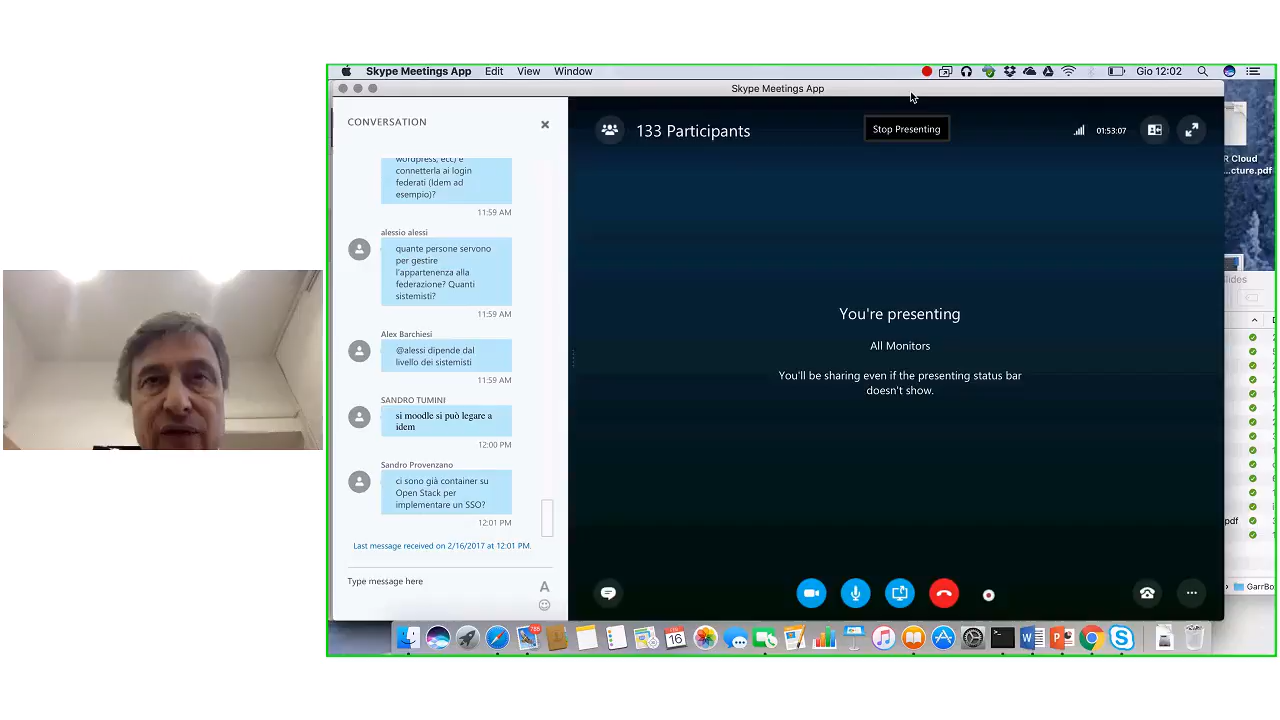 Skype Meetings App Edit View Window Gio 12:02
Skype Meetings App
CONVERSATION
wordpress, ecc) e
connetterla ai login
federati (Idem ad
esempio)?
11:59 AM
alessio alessi
quante persone servono
per gestire
l'appartenenza alla
federazione? Quanti
sistemisti?
11:59 AM
Alex Barchiesi
@alessi dipende dal
livello dei sistemisti
11:59 AM
SANDRO TUMINI
si moodle si può legare a
idem
12:00 PM
Sandro Provenzano
ci sono già container su
Open Stack per
implementare un SSO?
12:01 PM
Last message received on 2/16/2017 at 12:01 PM.
Type message here
A
133 Participants
Stop Presenting
01:53:07
You're presenting
All Monitors
You'll be sharing even if the presenting status bar
doesn't show.
R Cloud
...cture.pdf
lides
pdf
GarrBo
16